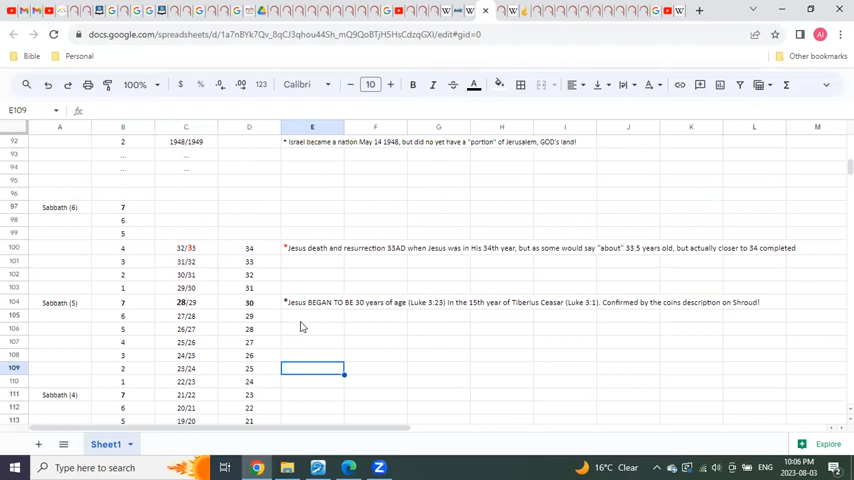 docs.google.com/spreadsheets/d/1a7nBYk7Qv_8qCJ3qhou44Sh_mQ9QoBTjH5HsCdzqGXI/edit#gid=0
Bible Personal Other bookmarks
100% $ % .0 .00 123 Calibri - 10 + B I A
E109 fx
A B C D E F G H I J K L M
92 2 1948/1949 * Israel became a nation May 14 1948, but did no yet have a "portion" of Jerusalem, GOD's land!
93 ... ...
94 ... ...
95
96
97 Sabbath (6) 7
98 6
99 5
100 4 32/33 34 *Jesus death and resurrection 33AD when Jesus was in His 34th year, but as some would say "about" 33.5 years old, but actually closer to 34 completed
101 3 31/32 33
102 2 30/31 32
103 1 29/30 31
104 Sabbath (5) 7 28/29 30 *Jesus BEGAN TO BE 30 years of age (Luke 3:23) In the 15th year of Tiberius Ceasar (Luke 3:1). Confirmed by the coins description on Shroud!
105 6 27/28 29
106 5 26/27 28
107 4 25/26 27
108 3 24/25 26
109 2 23/24 25
110 1 22/23 24
111 Sabbath (4) 7 21/22 23
112 6 20/21 22
113 5 19/20 21
+ Sheet1 Explore
Type here to search 16°C Clear ENG 10:06 PM 2023-08-03 2